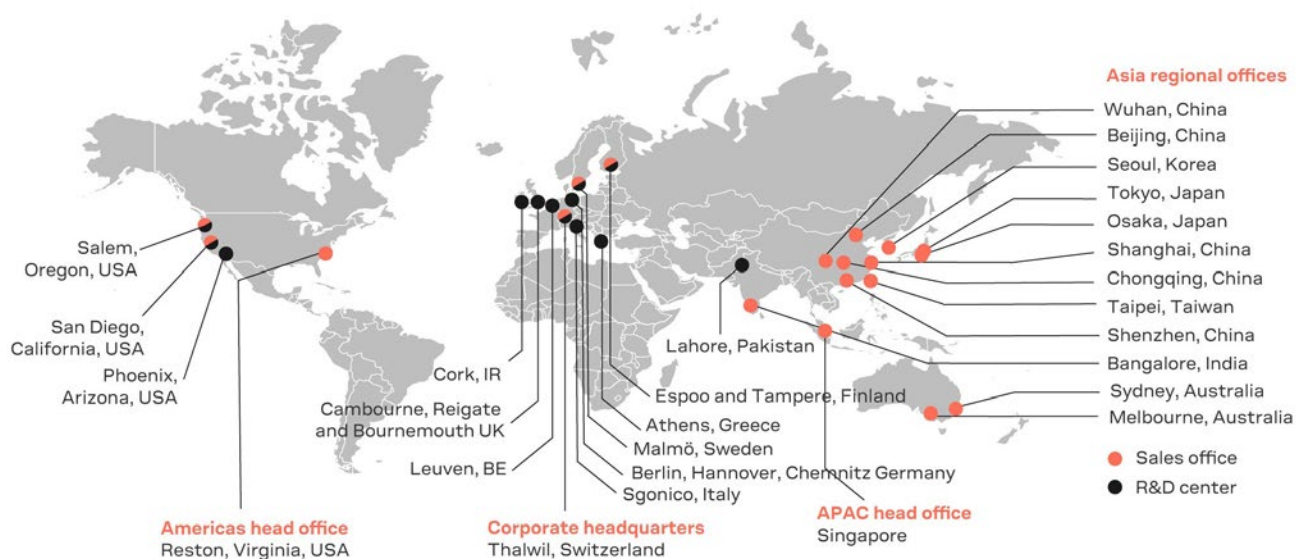 Asia regional offices
Wuhan, China
Beijing, China
Seoul, Korea
Tokyo, Japan
Osaka, Japan
Shanghai, China
Chongqing, China
Taipei, Taiwan
Shenzhen, China
Bangalore, India
Sydney, Australia
Melbourne, Australia
Sales office
R&D center
Salem,
Oregon, USA
San Diego,
California, USA
Phoenix,
Arizona, USA
Americas head office
Reston, Virginia, USA
Cork, IR
Cambourne, Reigate
and Bournemouth UK
Leuven, BE
Corporate headquarters
Thalwil, Switzerland
Lahore, Pakistan
Espoo and Tampere, Finland
Athens, Greece
Malmö, Sweden
Berlin, Hannover, Chemnitz Germany
Sgonico, Italy
APAC head office
Singapore